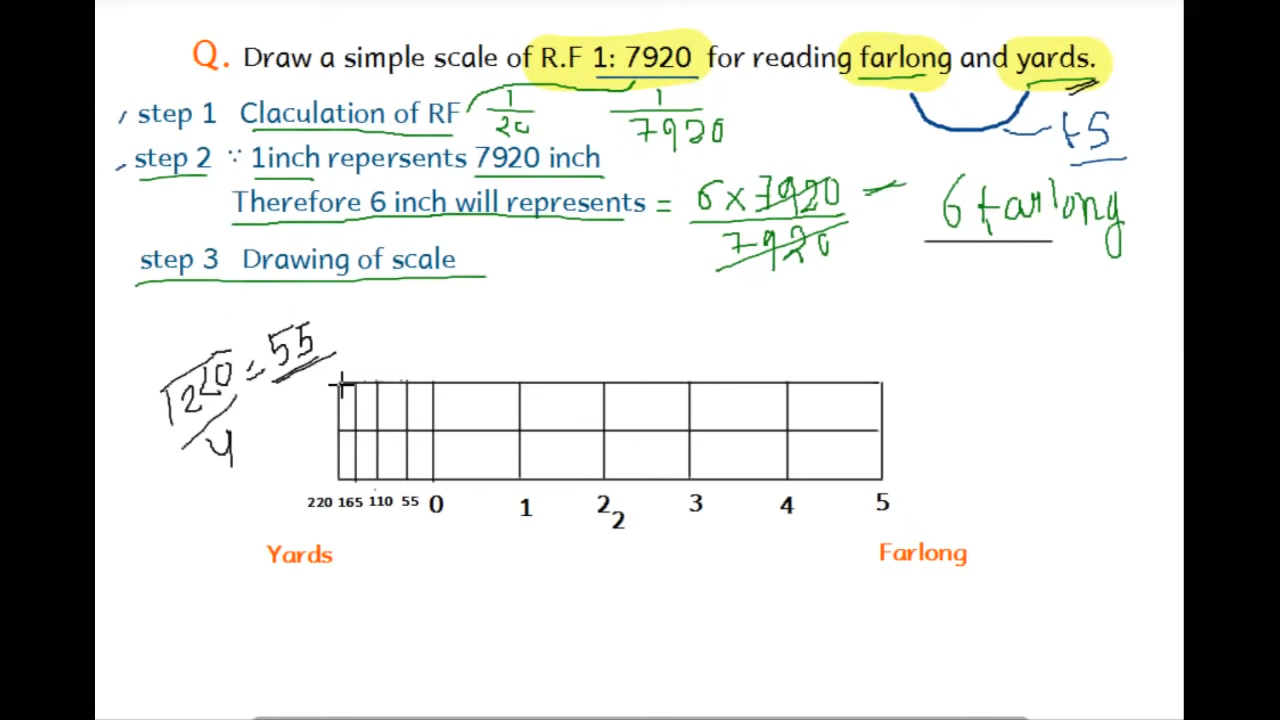 Q. Draw a simple scale of R.F 1: 7920 for reading farlong and yards.
step 1 Claculation of RF 1/20 1/7920
FS
step 2 ∵ 1inch repersents 7920 inch
Therefore 6 inch will represents = 6 x 7920 / 7920 - 6 farlong
step 3 Drawing of scale
220/4 = 55
220 165 110 55 0 1 2 3 4 5
2
Yards Farlong